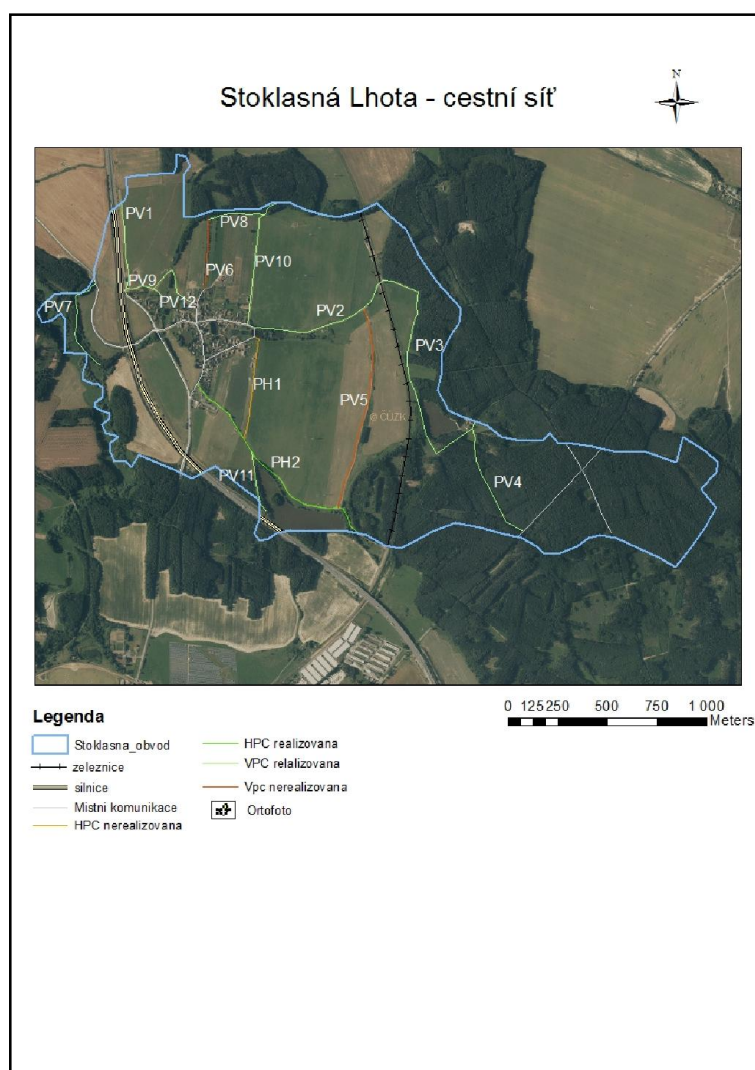 N
Stoklasná Lhota - cestní síť
PV1
PV8
PV10
PV9
PV6
PV7
PV12
PV2
PV3
PH1
PV5
© ČÚZK
PH2
PV11
PV4
Legenda
Stoklasna_obvod
zeleznice
silnice
Mistni komunikace
HPC nerealizovana
HPC realizovana
VPC relalizovana
Vpc nerealizovana
Ortofoto
0 125250 500 750 1 000
Meters